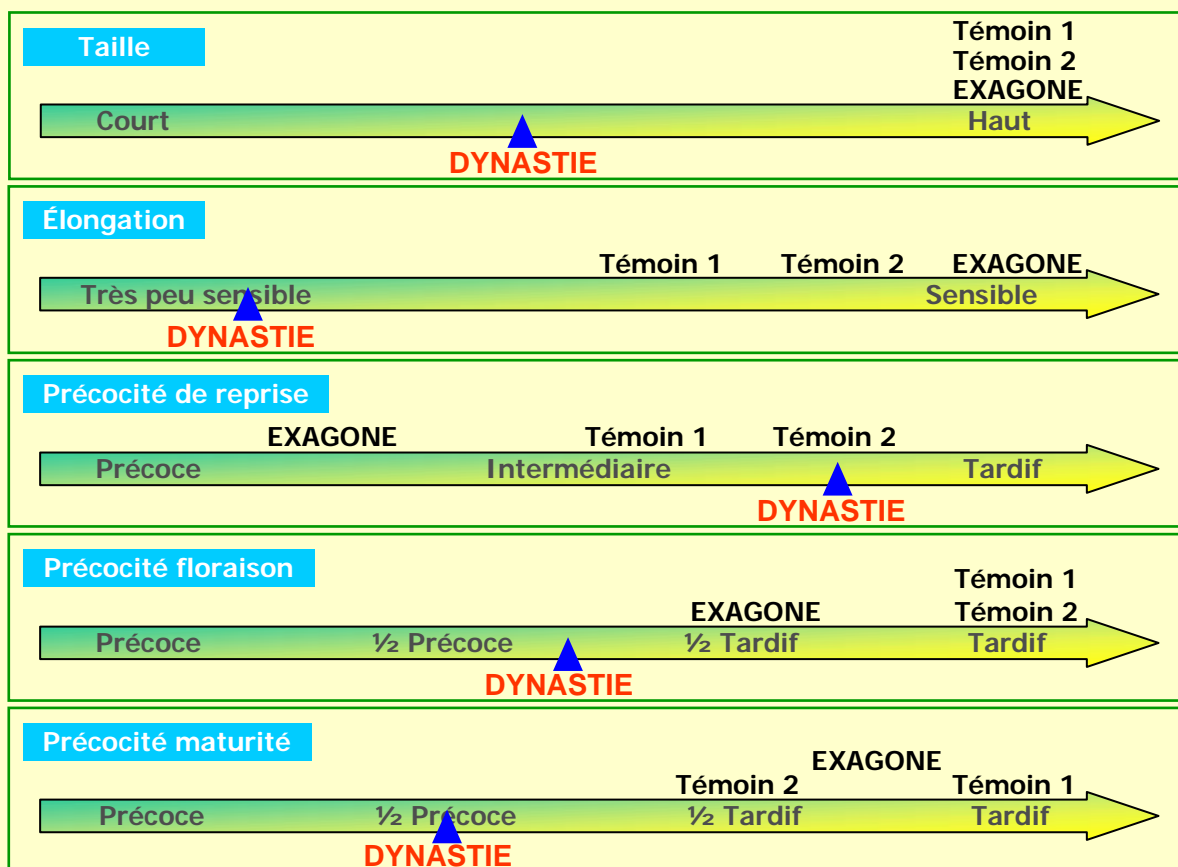 Taille
Témoin 1
Témoin 2
EXAGONE
Court Haut
DYNASTIE
Élongation
Témoin 1 Témoin 2 EXAGONE
Très peu sensible Sensible
DYNASTIE
Précocité de reprise
EXAGONE Témoin 1 Témoin 2
Précoce Intermédiaire Tardif
DYNASTIE
Précocité floraison
Témoin 1
EXAGONE Témoin 2
Précoce ½ Précoce ½ Tardif Tardif
DYNASTIE
Précocité maturité
EXAGONE
Témoin 2 Témoin 1
Précoce ½ Précoce ½ Tardif Tardif
DYNASTIE